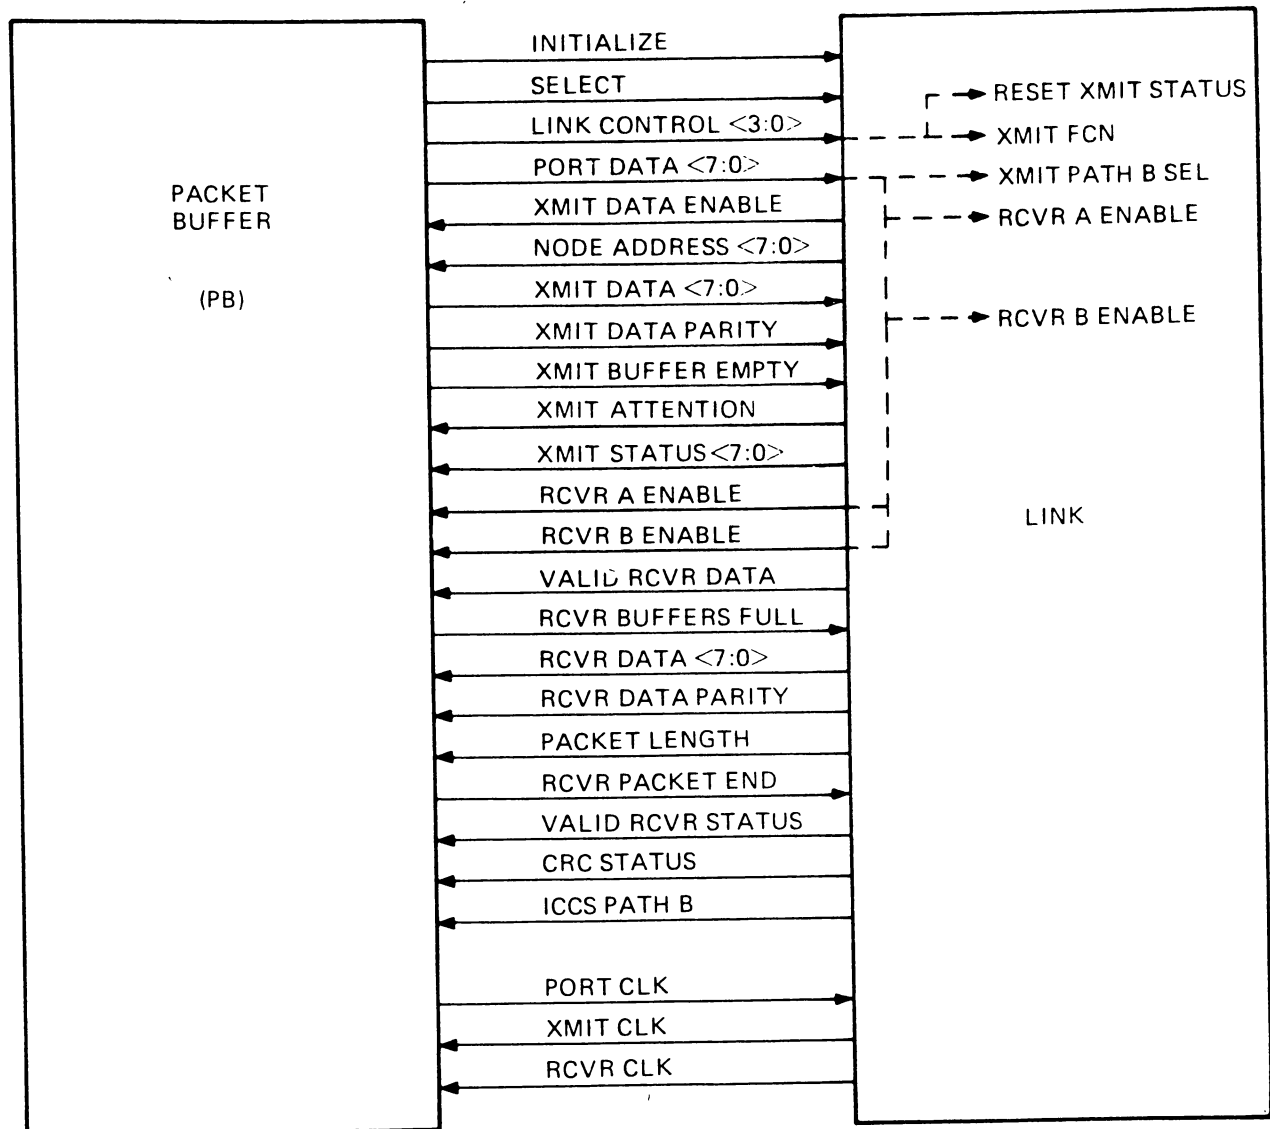 INITIALIZE
SELECT
LINK CONTROL <3:0>
PORT DATA <7:0>
XMIT DATA ENABLE
NODE ADDRESS <7:0>
XMIT DATA <7:0>
XMIT DATA PARITY
XMIT BUFFER EMPTY
XMIT ATTENTION
XMIT STATUS<7:0>
RCVR A ENABLE
RCVR B ENABLE
VALID RCVR DATA
RCVR BUFFERS FULL
RCVR DATA <7:0>
RCVR DATA PARITY
PACKET LENGTH
RCVR PACKET END
VALID RCVR STATUS
CRC STATUS
ICCS PATH B
PORT CLK
XMIT CLK
RCVR CLK
PACKET
BUFFER
(PB)
RESET XMIT STATUS
XMIT FCN
XMIT PATH B SEL
RCVR A ENABLE
RCVR B ENABLE
LINK